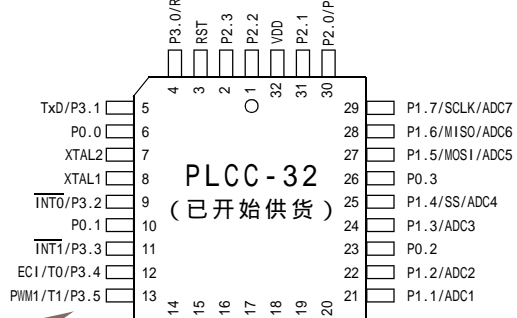 P3.0/R
RST
P2.3
P2.2
VDD
P2.1
P2.0/P
4 3 2 1 32 31 30
TxD/P3.1 5 29 P1.7/SCLK/ADC7
P0.0 6 28 P1.6/MISO/ADC6
XTAL2 7 27 P1.5/MOSI/ADC5
XTAL1 8 PLCC-32 26 P0.3
INT0/P3.2 9 (已开始供货) 25 P1.4/SS/ADC4
P0.1 10 24 P1.3/ADC3
INT1/P3.3 11 23 P0.2
ECI/T0/P3.4 12 22 P1.2/ADC2
PWM1/T1/P3.5 13 21 P1.1/ADC1
14 15 16 17 18 19 20